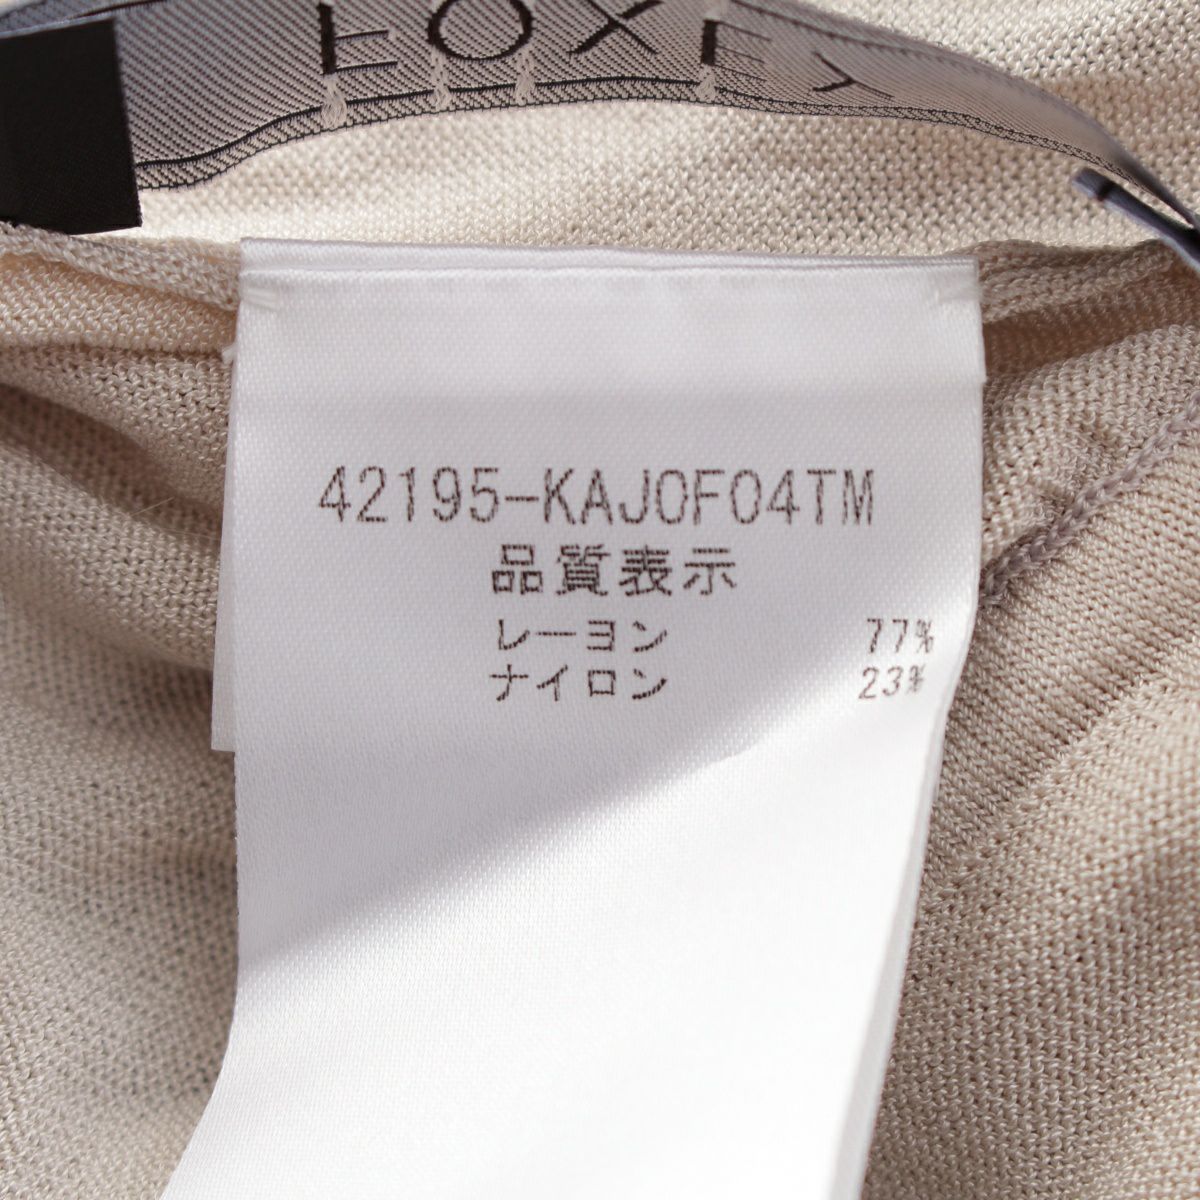 FOXEY
42195-KAJOF04TM
品質表示
レーヨン 77%
ナイロン 23%